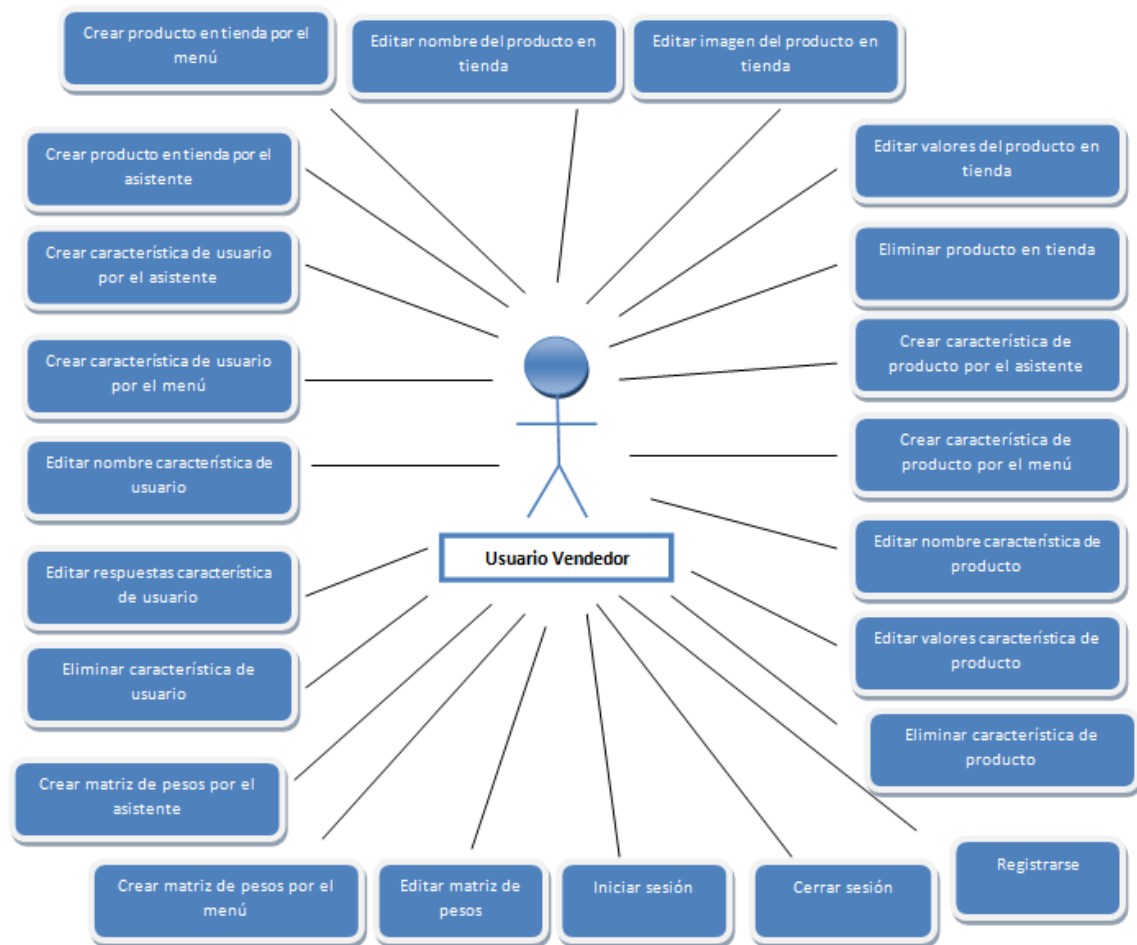 Crear producto en tienda por el
menú
Editar nombre del producto en
tienda
Editar imagen del producto en
tienda
Crear producto en tienda por el
asistente
Editar valores del producto en
tienda
Crear característica de usuario
por el asistente
Eliminar producto en tienda
Crear característica de usuario
por el menú
Crear característica de
producto por el asistente
Editar nombre característica de
usuario
Crear característica de
producto por el menú
Usuario Vendedor
Editar respuestas característica
de usuario
Editar nombre característica de
producto
Eliminar característica de
usuario
Editar valores característica de
producto
Crear matriz de pesos por el
asistente
Eliminar característica de
producto
Crear matriz de pesos por el
menú
Editar matriz de
pesos
Iniciar sesión
Cerrar sesión
Registrarse